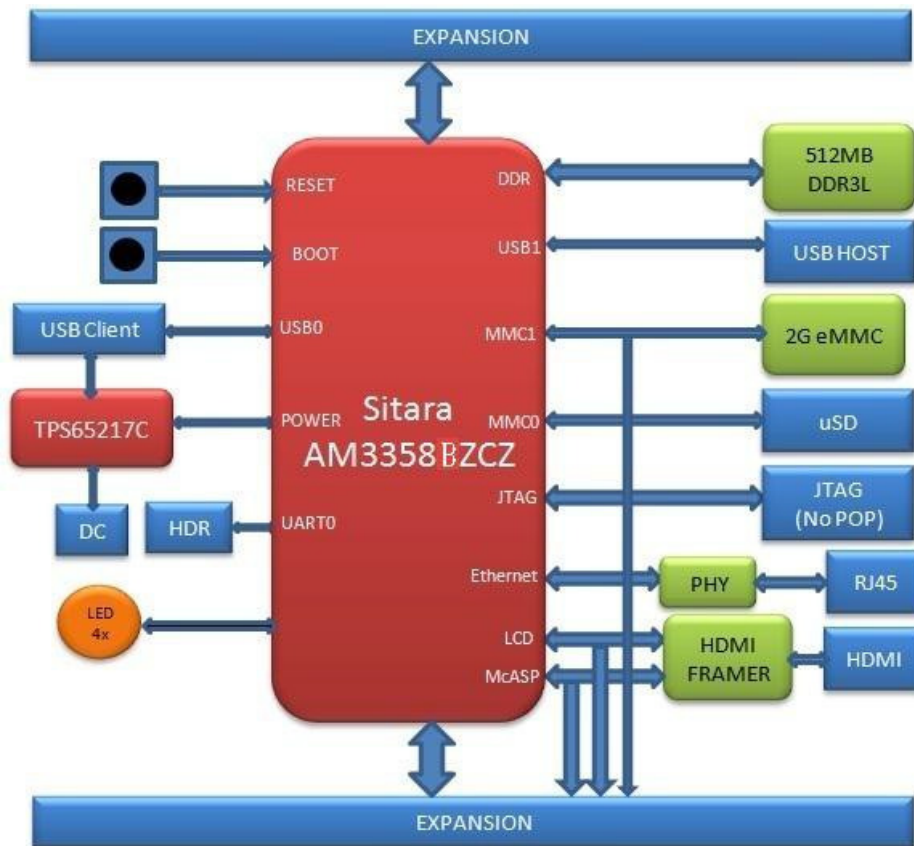 EXPANSION
RESET
BOOT
USB Client
USB0
TPS65217C
POWER
DC
HDR
UART0
LED
4x
Sitara
AM3358BZCZ
DDR
USB1
MMC1
MMC0
JTAG
Ethernet
LCD
McASP
512MB
DDR3L
USB HOST
2G eMMC
uSD
JTAG
(No POP)
PHY
RJ45
HDMI
FRAMER
HDMI
EXPANSION